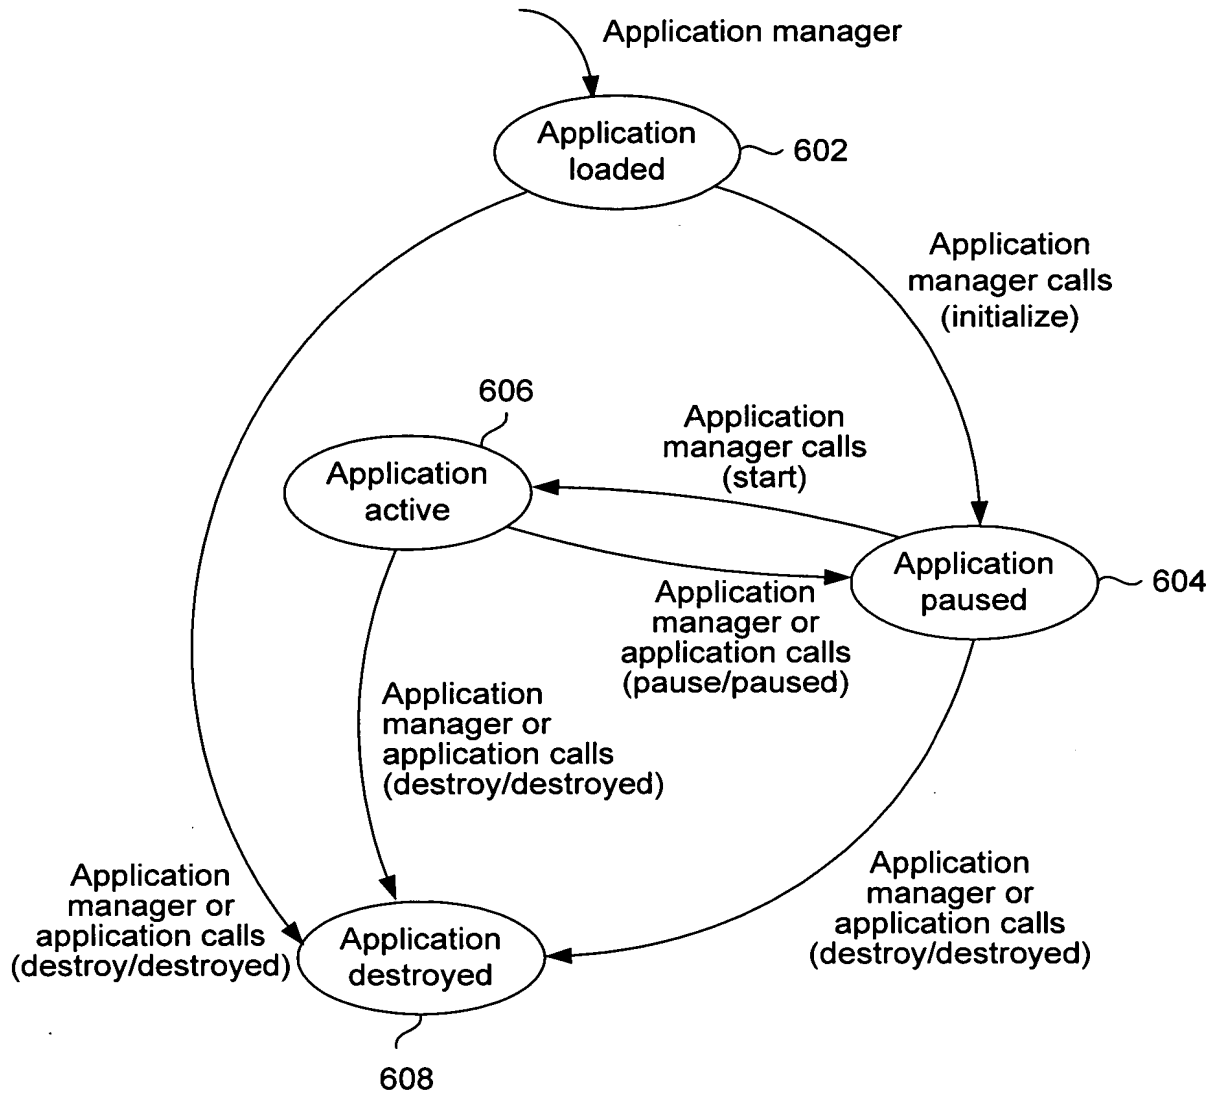 Application manager
Application
loaded
602
Application
manager calls
(initialize)
606
Application
manager calls
(start)
Application
active
Application
paused
604
Application
manager or
application calls
(pause/paused)
Application
manager or
application calls
(destroy/destroyed)
Application
manager or
application calls
(destroy/destroyed)
Application
manager or
application calls
(destroy/destroyed)
Application
destroyed
608